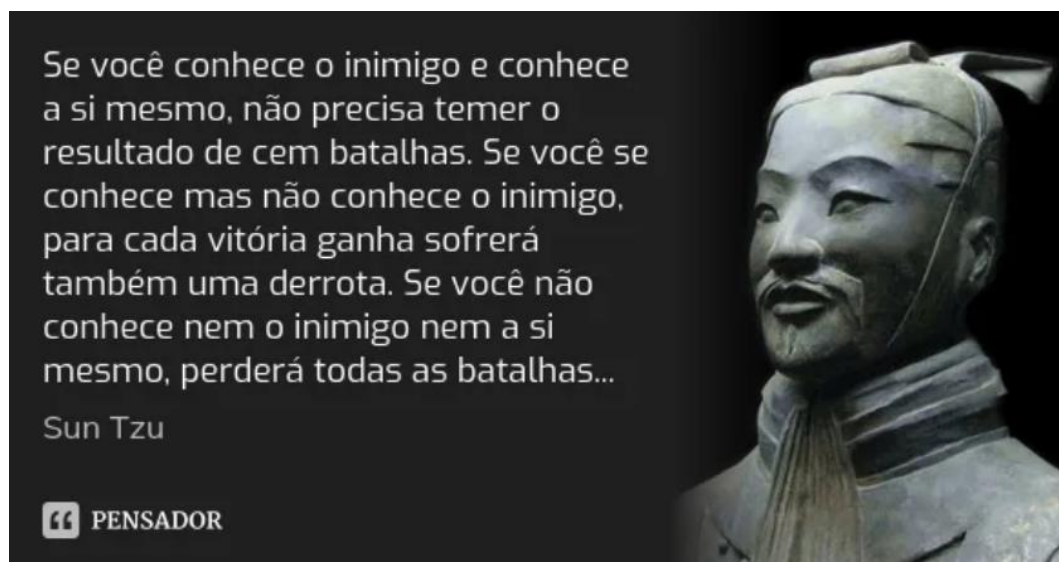 Se você conhece o inimigo e conhece
a si mesmo, não precisa temer o
resultado de cem batalhas. Se você se
conhece mas não conhece o inimigo,
para cada vitória ganha sofrerá
também uma derrota. Se você não
conhece nem o inimigo nem a si
mesmo, perderá todas as batalhas...
Sun Tzu
PENSADOR